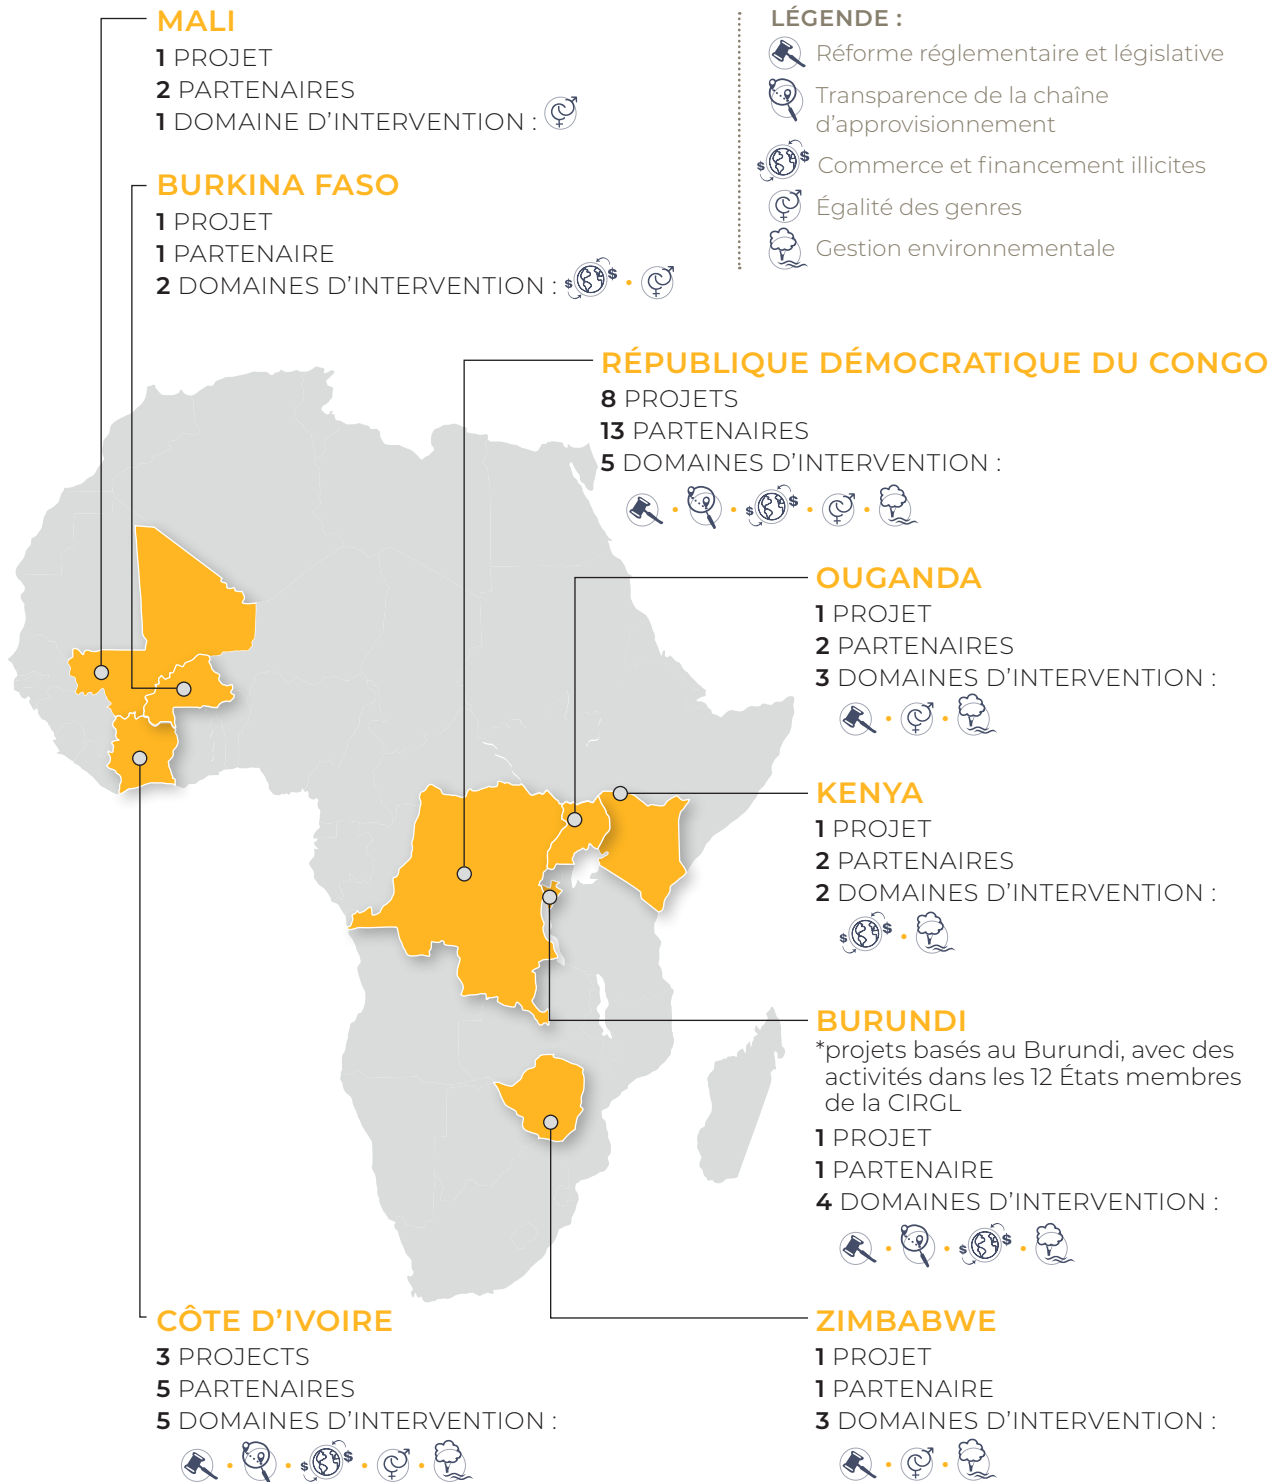 MALI
1 PROJET
2 PARTENAIRES
1 DOMAINE D’INTERVENTION :
LÉGENDE :
Réforme réglementaire et législative
Transparence de la chaîne
d’approvisionnement
Commerce et financement illicites
Égalité des genres
Gestion environnementale
BURKINA FASO
1 PROJET
1 PARTENAIRE
2 DOMAINES D’INTERVENTION :
RÉPUBLIQUE DÉMOCRATIQUE DU CONGO
8 PROJETS
13 PARTENAIRES
5 DOMAINES D’INTERVENTION :
OUGANDA
1 PROJET
2 PARTENAIRES
3 DOMAINES D’INTERVENTION :
KENYA
1 PROJET
2 PARTENAIRES
2 DOMAINES D’INTERVENTION :
BURUNDI
*projets basés au Burundi, avec des
activités dans les 12 États membres
de la CIRGL
1 PROJET
1 PARTENAIRE
4 DOMAINES D’INTERVENTION :
CÔTE D’IVOIRE
3 PROJECTS
5 PARTENAIRES
5 DOMAINES D’INTERVENTION :
ZIMBABWE
1 PROJET
1 PARTENAIRE
3 DOMAINES D’INTERVENTION :